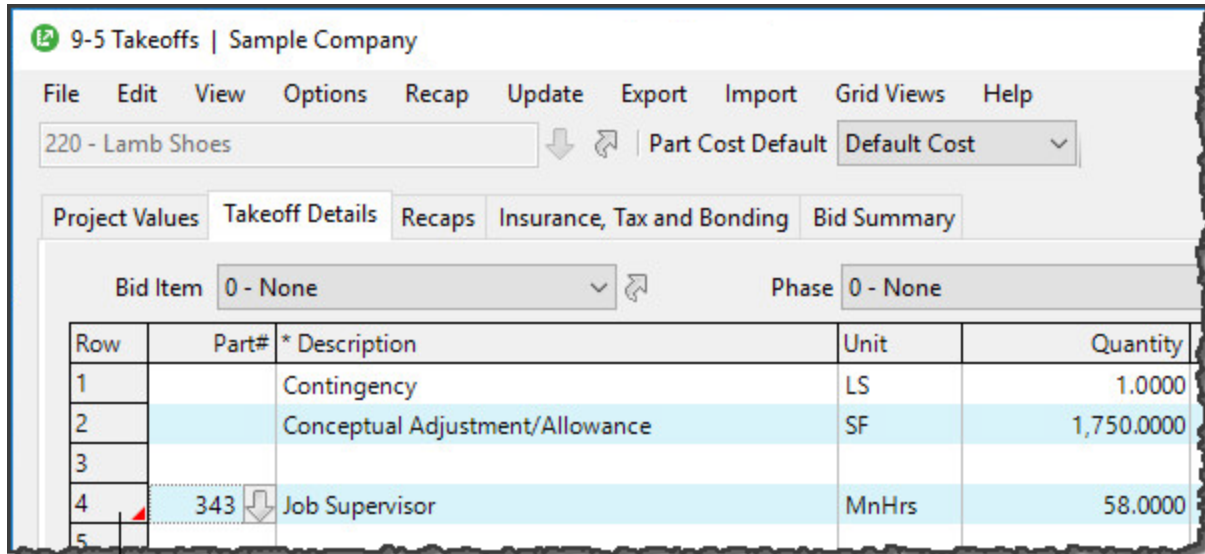 9-5 Takeoffs | Sample Company
File Edit View Options Recap Update Export Import Grid Views Help
220 - Lamb Shoes Part Cost Default Default Cost
Project Values Takeoff Details Recaps Insurance, Tax and Bonding Bid Summary
Bid Item 0 - None Phase 0 - None
Row Part# * Description Unit Quantity
1 Contingency LS 1.0000
2 Conceptual Adjustment/Allowance SF 1,750.0000
3
4 343 Job Supervisor MnHrs 58.0000
5